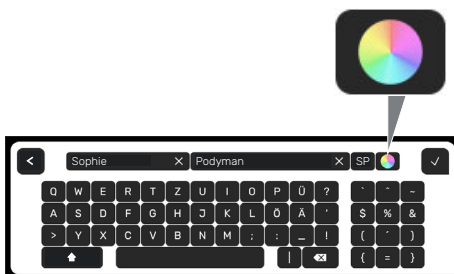 < Sophie × Podyman × SP ✓
Q W E R T Z U I O P Ü ? ` ^ ~
A S D F G H J K L Ö Ä ' $ % &
> Y X C V B N M ; : _ ! ( ´ )
| { = }